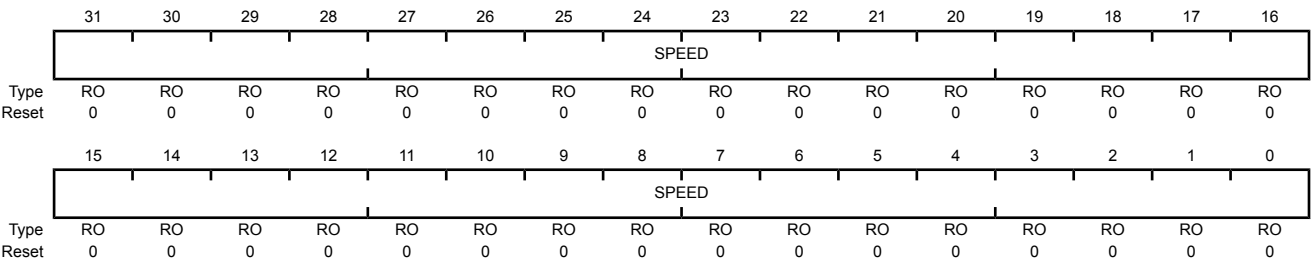 31 30 29 28 27 26 25 24 23 22 21 20 19 18 17 16
SPEED
Type RO RO RO RO RO RO RO RO RO RO RO RO RO RO RO RO
Reset 0 0 0 0 0 0 0 0 0 0 0 0 0 0 0 0
15 14 13 12 11 10 9 8 7 6 5 4 3 2 1 0
SPEED
Type RO RO RO RO RO RO RO RO RO RO RO RO RO RO RO RO
Reset 0 0 0 0 0 0 0 0 0 0 0 0 0 0 0 0